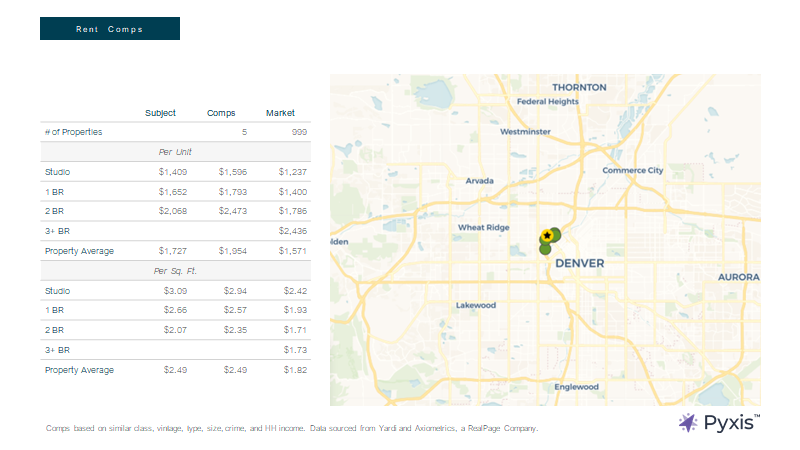 Rent Comps
Subject Comps Market
# of Properties 5 999
Per Unit
Studio $1,409 $1,596 $1,237
1 BR $1,652 $1,793 $1,400
2 BR $2,068 $2,473 $1,786
3+ BR $2,436
Property Average $1,727 $1,954 $1,571
Per Sq. Ft.
Studio $3.09 $2.94 $2.42
1 BR $2.66 $2.57 $1.93
2 BR $2.07 $2.35 $1.71
3+ BR $1.73
Property Average $2.49 $2.49 $1.82
THORNTON
Federal Heights
Westminster
Commerce City
Arvada
Wheat Ridge
lden
DENVER
AURORA
Lakewood
Englewood
Comps based on similar class, vintage, type, size, crime, and HH income. Data sourced from Yardi and Axiometrics, a RealPage Company.
Pyxis™